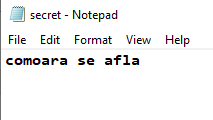 secret - Notepad
File Edit Format View Help
comoara se afla